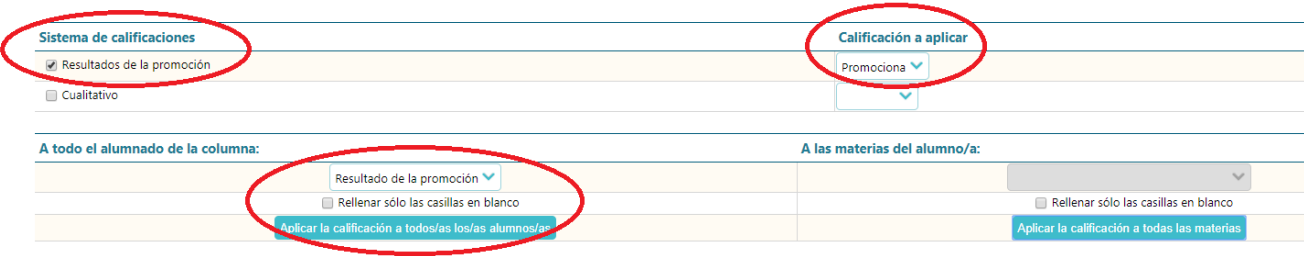 Sistema de calificaciones
Calificación a aplicar
Resultados de la promoción
Promociona
Cualitativo
A todo el alumnado de la columna:
A las materias del alumno/a:
Resultado de la promoción
Rellenar sólo las casillas en blanco
Rellenar sólo las casillas en blanco
Aplicar la calificación a todos/as los/as alumnos/as
Aplicar la calificación a todas las materias